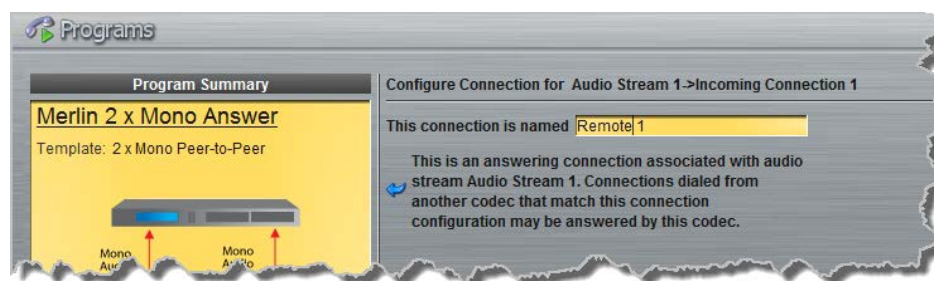 Programs
Program Summary
Merlin 2 x Mono Answer
Template: 2 x Mono Peer-to-Peer
Mono
Mono
Audio
Configure Connection for Audio Stream 1->Incoming Connection 1
This connection is named Remote 1
This is an answering connection associated with audio
stream Audio Stream 1. Connections dialed from
another codec that match this connection
configuration may be answered by this codec.